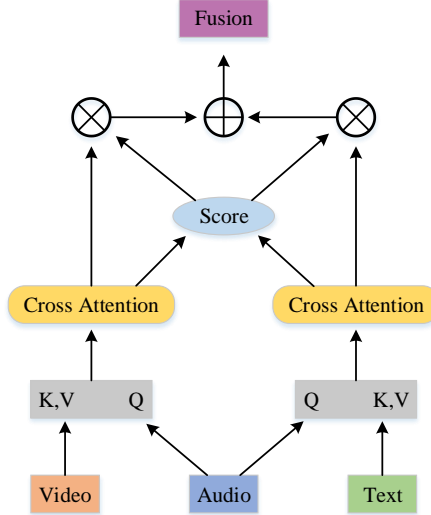 Fusion
Score
Cross Attention Cross Attention
K,V Q Q K,V
Video Audio Text